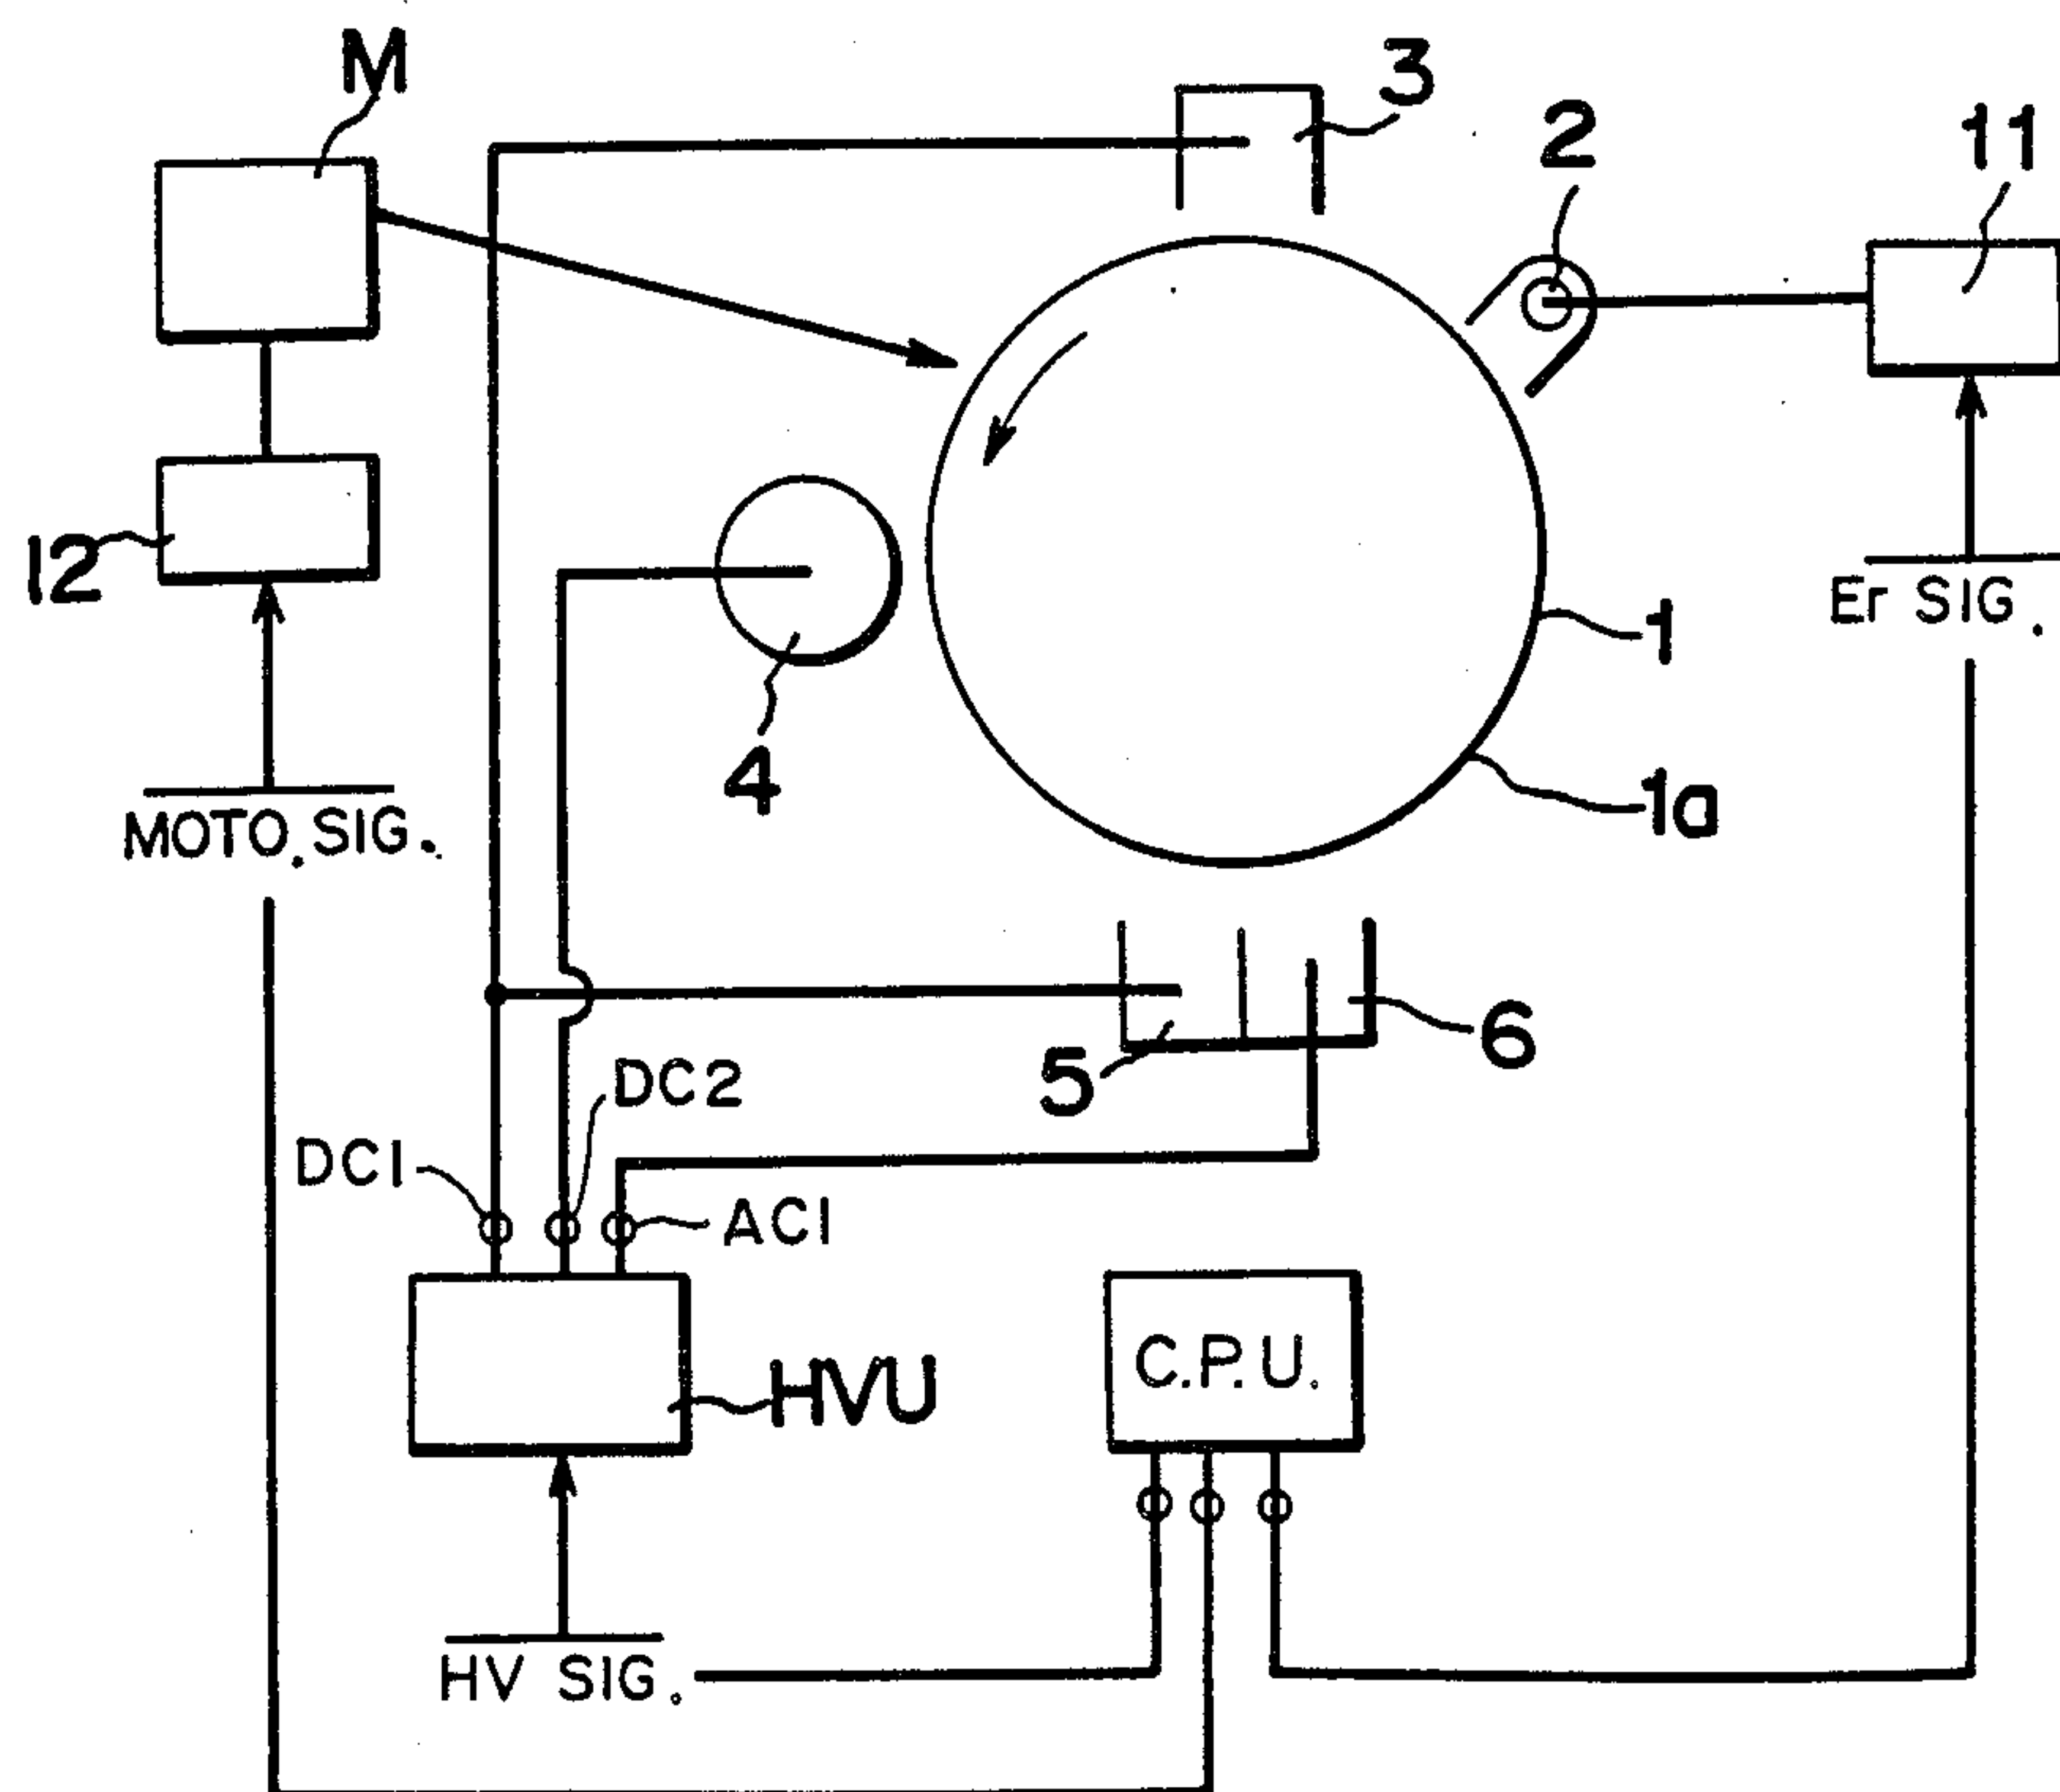 M
3
2
11
12
Er SIG.
1
4
1a
MOTO. SIG.
6
5
DC2
DC1
AC1
C.P.U.
HVU
HV SIG.